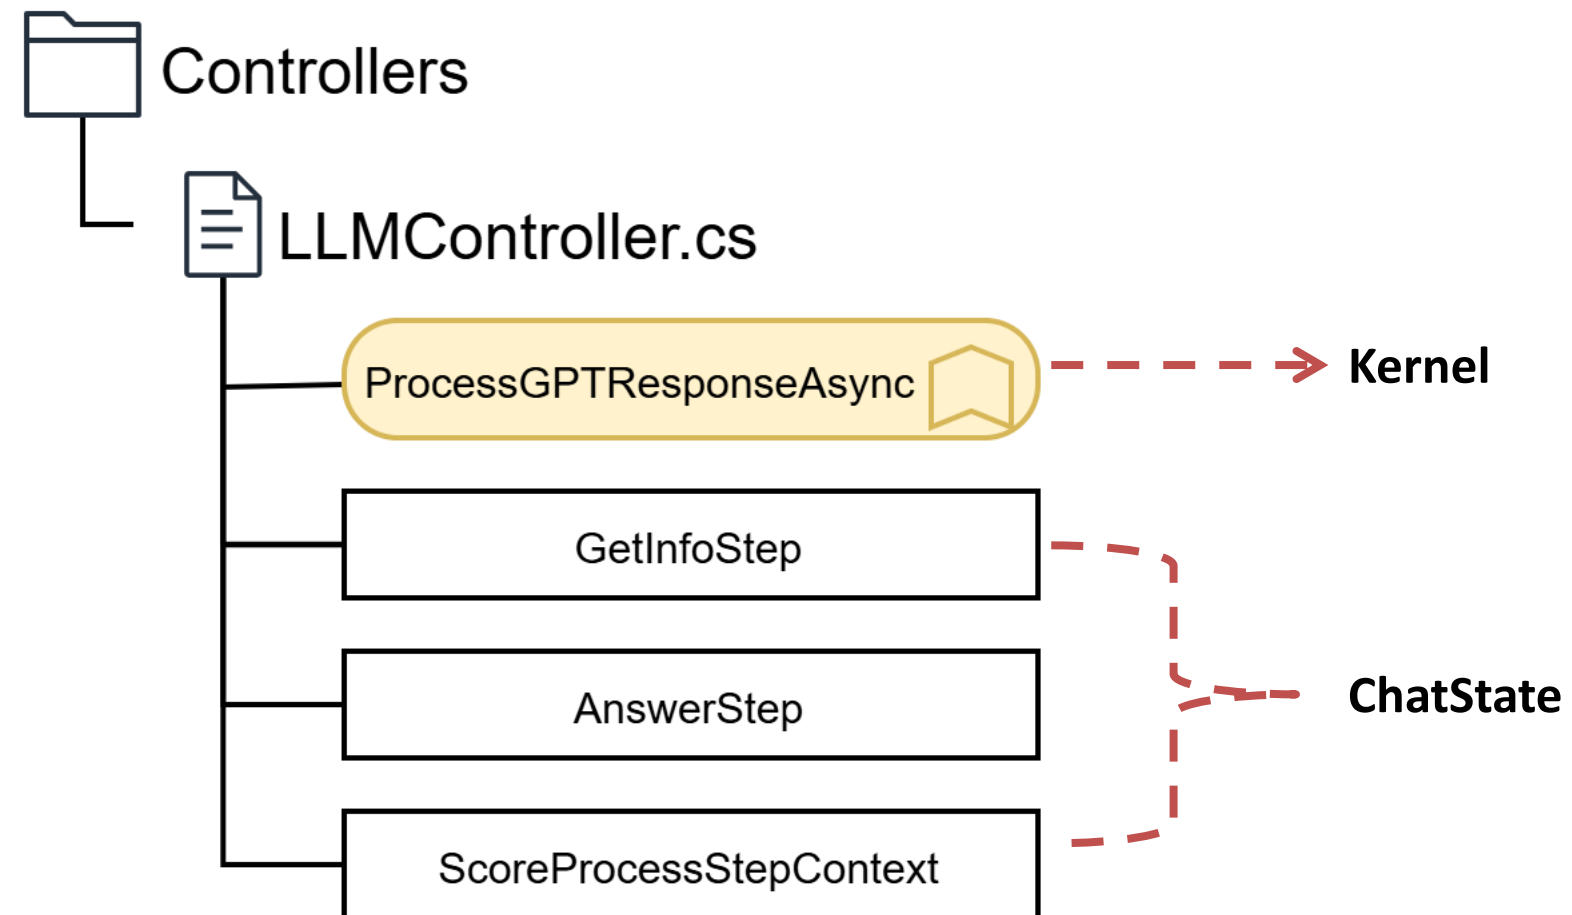 Controllers
LLMController.cs
ProcessGPTResponseAsync
Kernel
GetInfoStep
AnswerStep
ChatState
ScoreProcessStepContext